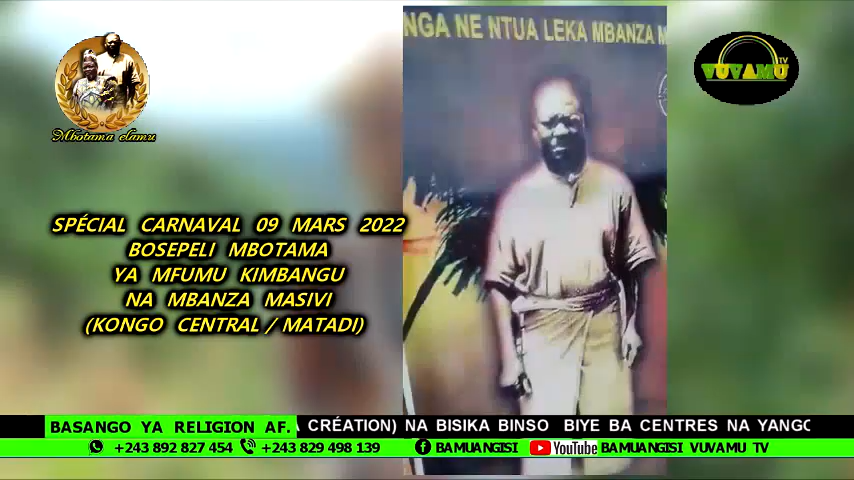 NGA NE NTUA LEKA MBANZA M
VUVAMU TV
Mbotama elamu
SPÉCIAL CARNAVAL 09 MARS 2022
BOSEPELI MBOTAMA
YA MFUMU KIMBANGU
NA MBANZA MASIVI
(KONGO CENTRAL / MATADI)
BASANGO YA RELIGION AF. A CRÉATION) NA BISIKA BINSO BIYE BA CENTRES NA YANGO
+243 892 827 454 +243 829 498 139 BAMUANGISI YouTube BAMUANGISI VUVAMU TV